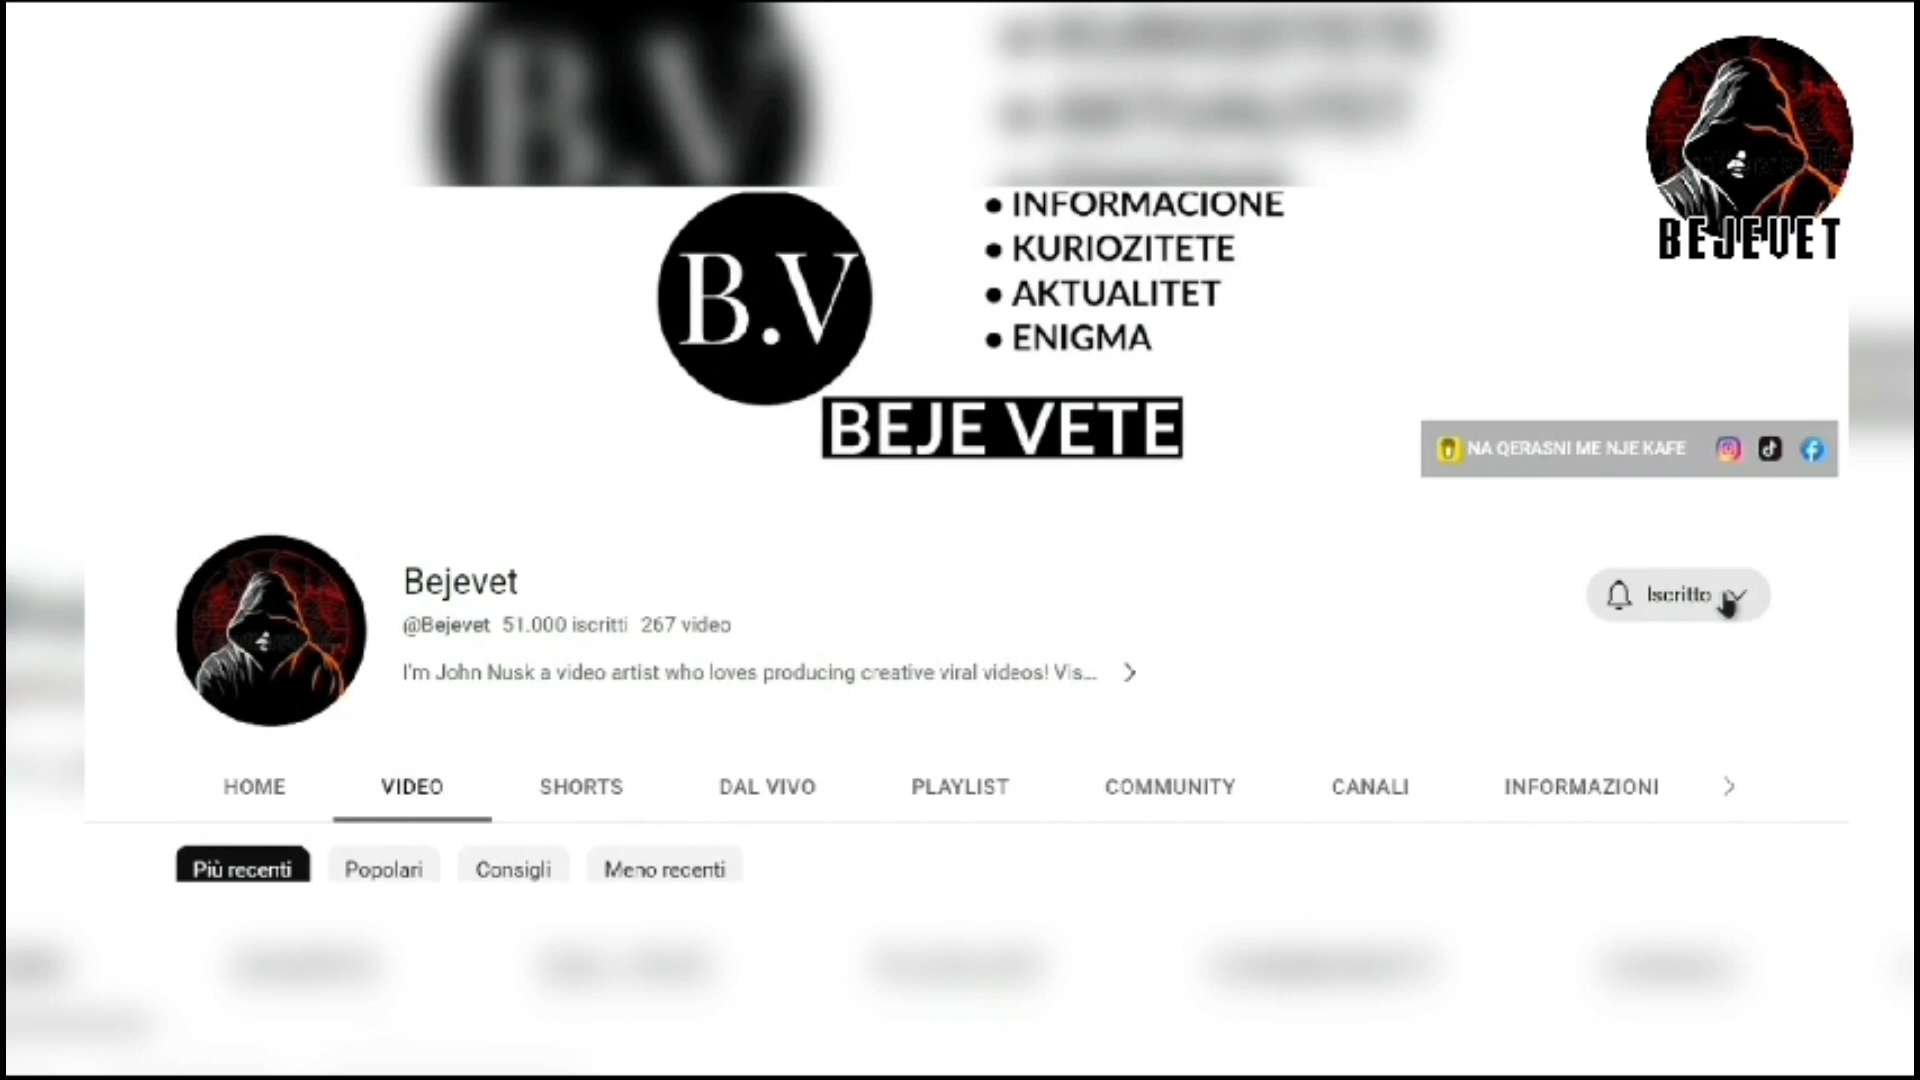 BEJEVET
B.V
• INFORMACIONE
• KURIOZITETE
• AKTUALITET
• ENIGMA
BEJE VETE
NA QERASNI ME NJE KAFE
Bejevet
Iscritto
@Bejevet 51.000 iscritti 267 video
I'm John Nusk a video artist who loves producing creative viral videos! Vis...
HOME VIDEO SHORTS DAL VIVO PLAYLIST COMMUNITY CANALI INFORMAZIONI
Più recenti Popolari Consigli Meno recenti